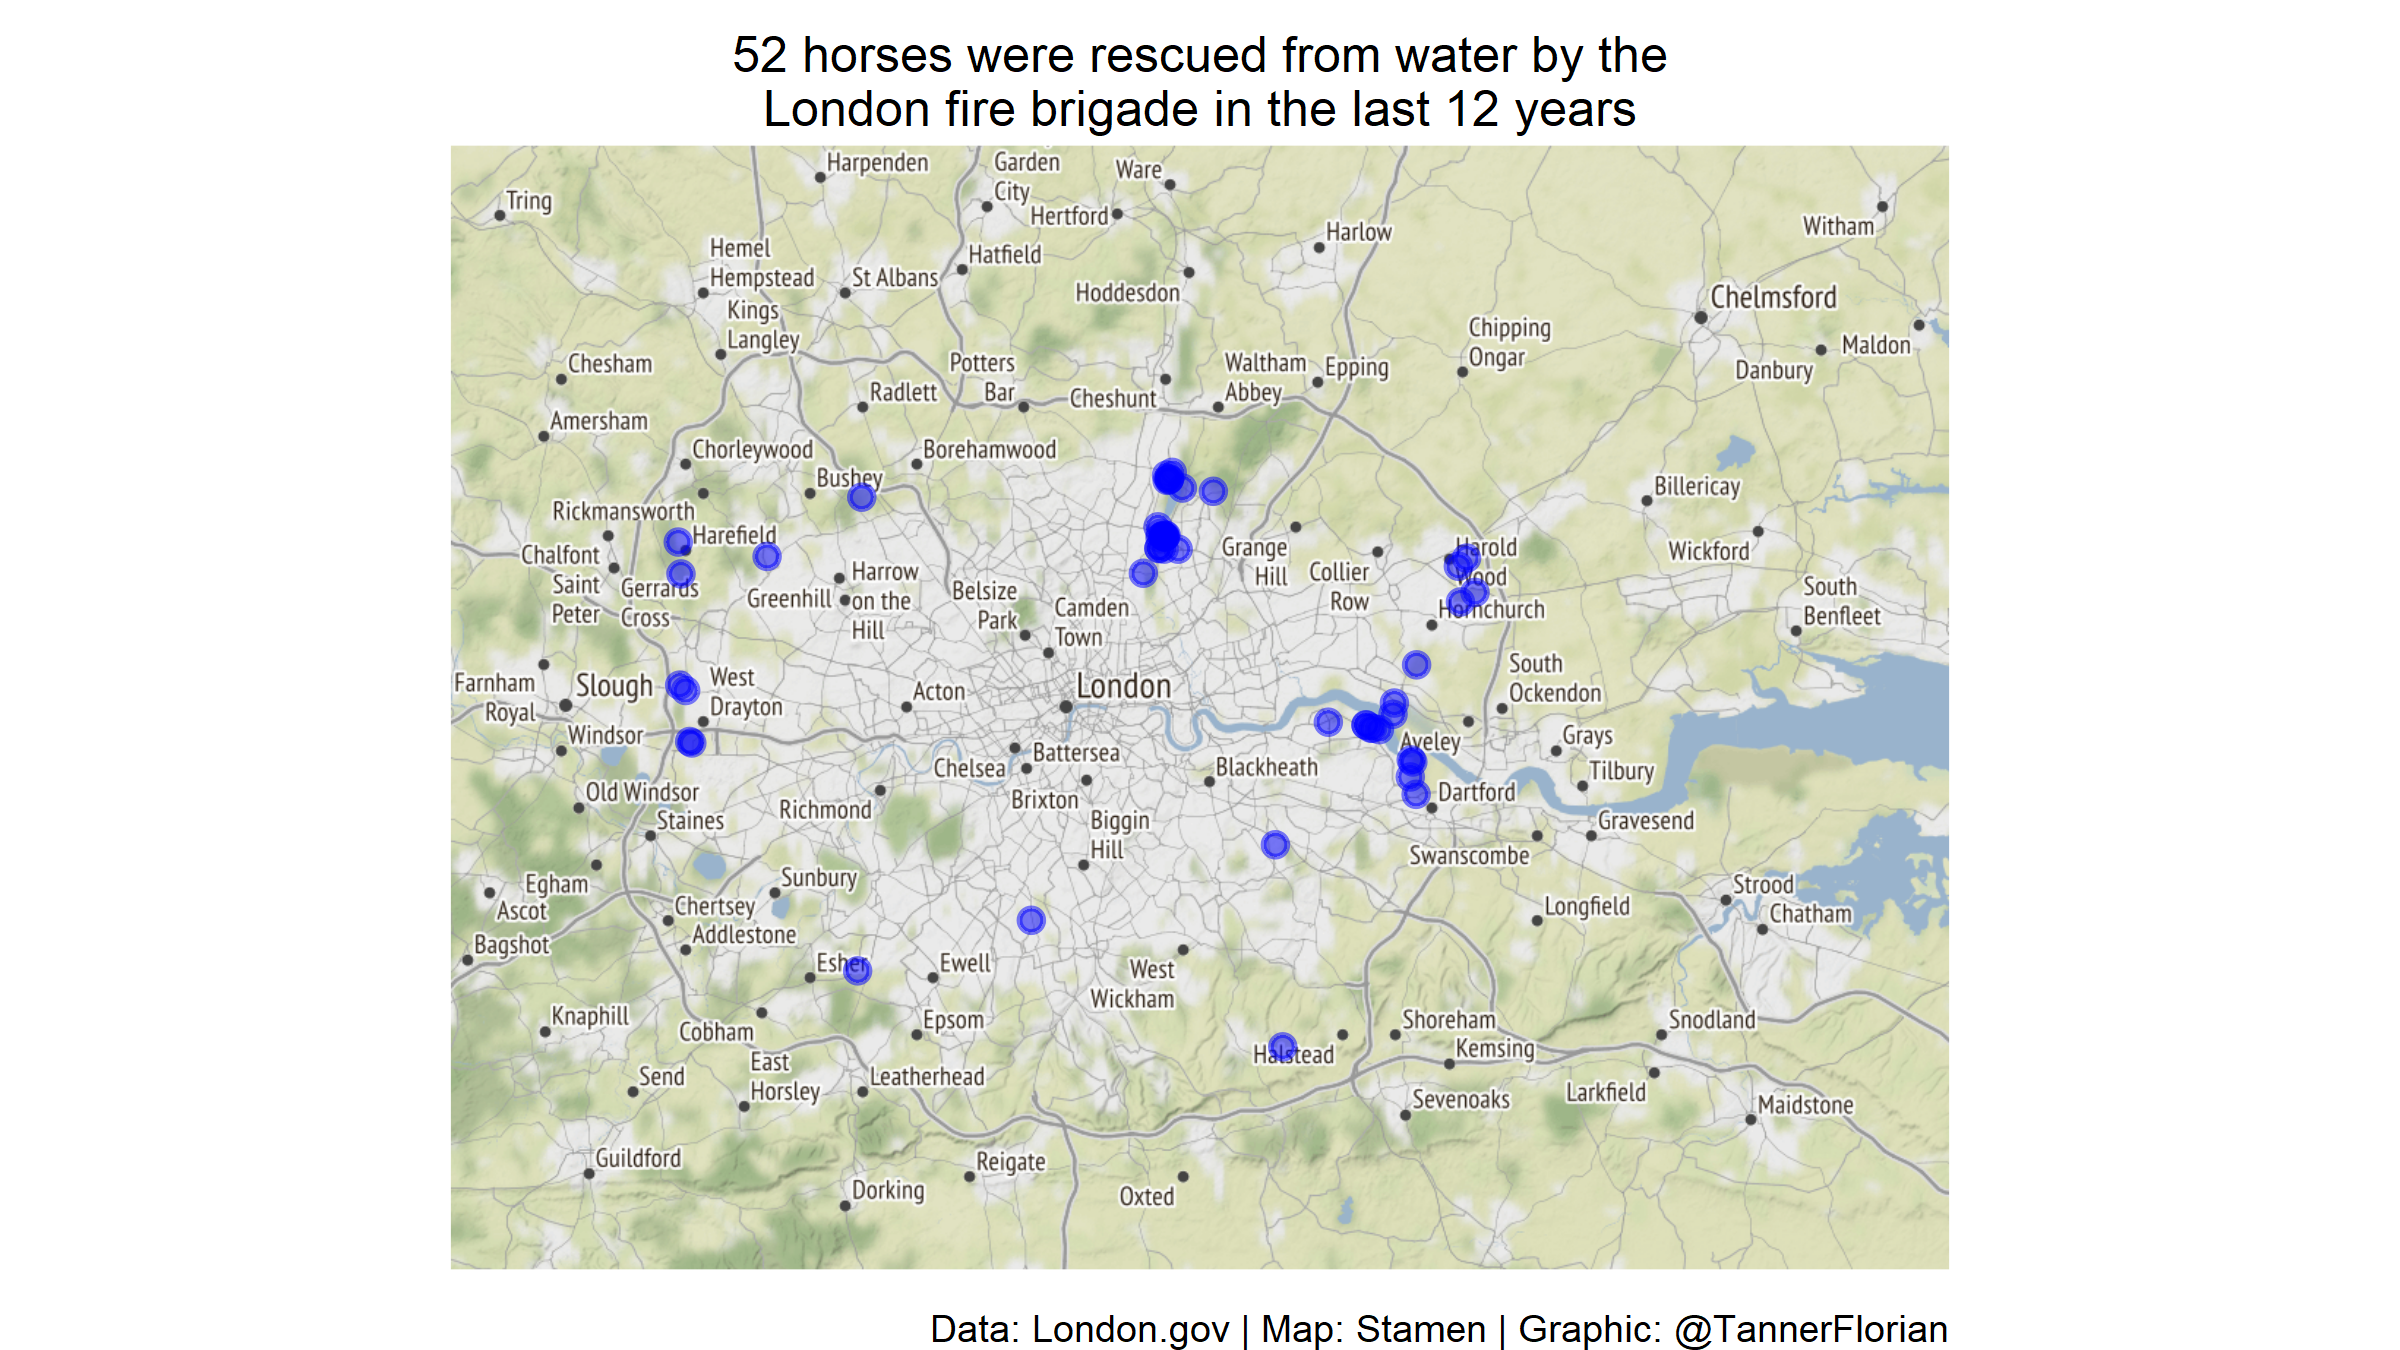 52 horses were rescued from water by the
London fire brigade in the last 12 years
Harpenden
Garden
City
Ware
Tring
Hertford
Harlow
Witham
Hemel
Hempstead
St Albans
Hatfield
Hoddesdon
Chelmsford
Kings
Langley
Chipping
Ongar
Maldon
Danbury
Chesham
Potters
Bar
Waltham
Abbey
Epping
Radlett
Cheshunt
Amersham
Chorleywood
Borehamwood
Bushey
Billericay
Rickmansworth
Harefield
Chalfont
Saint
Peter
Gerrards
Cross
Grange
Hill
Collier
Row
Harold
Wood
Wickford
Harrow
on the
Hill
Greenhill
Belsize
Park
Camden
Town
Hornchurch
South
Benfleet
Farnham
Royal
Slough
West
Drayton
Acton
London
South
Ockendon
Windsor
Battersea
Chelsea
Blackheath
Aveley
Grays
Tilbury
Old Windsor
Richmond
Brixton
Dartford
Staines
Biggin
Hill
Gravesend
Swanscombe
Egham
Ascot
Sunbury
Chertsey
Addlestone
Strood
Chatham
Longfield
Bagshot
Esher
Ewell
West
Wickham
Knaphill
Cobham
Epsom
Shoreham
Snodland
Halstead
Kemsing
East
Horsley
Send
Leatherhead
Sevenoaks
Larkfield
Maidstone
Guildford
Reigate
Dorking
Oxted
Data: London.gov | Map: Stamen | Graphic: @TannerFlorian